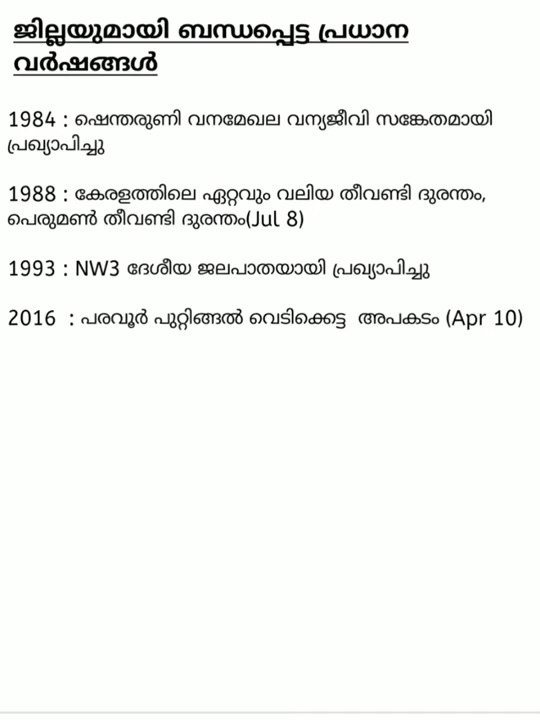 ജില്ലയുമായി ബന്ധപ്പെട്ട പ്രധാന
വർഷങ്ങൾ
1984 : ഷെന്തരുണി വനമേഖല വന്യജീവി സങ്കേതമായി
പ്രഖ്യാപിച്ചു
1988 : കേരളത്തിലെ ഏറ്റവും വലിയ തീവണ്ടി ദുരന്തം,
പെരുമൺ തീവണ്ടി ദുരന്തം(Jul 8)
1993 : NW3 ദേശീയ ജലപാതയായി പ്രഖ്യാപിച്ചു
2016 : പരവൂർ പുറ്റിങ്ങൽ വെടിക്കെട്ട അപകടം (Apr 10)